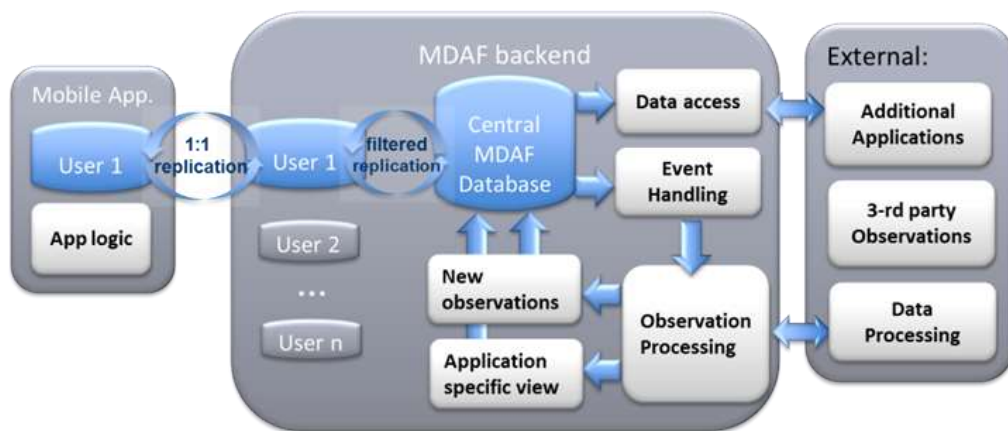 MDAF backend
External:
Mobile App.
User 1
App logic
1:1
replication
User 1
filtered
replication
User 2
...
User n
Central
MDAF
Database
Data access
Event
Handling
New
observations
Application
specific view
Observation
Processing
Additional
Applications
3-rd party
Observations
Data
Processing